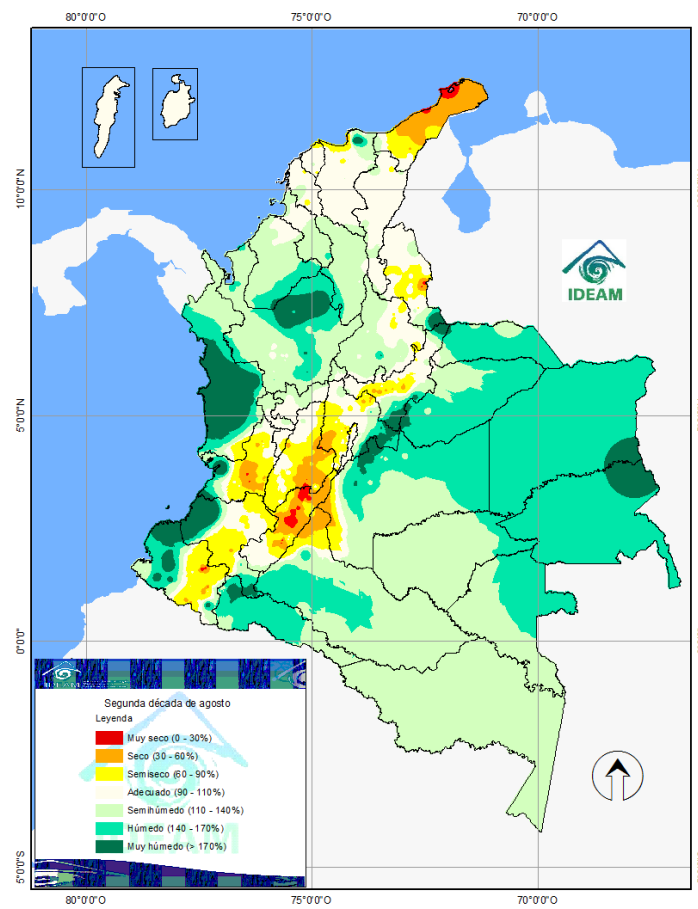 80°0'0"O 75°0'0"O 70°0'0"O
10°0'0"N
IDEAM
5°0'0"N
0°0'0"
Segunda década de agosto
Leyenda
Muy seco (0 - 30%)
Seco (30 - 60%)
Semiseco (60 - 90%)
Adecuado (90 - 110%)
Semihúmedo (110 - 140%)
Húmedo (140 - 170%)
Muy húmedo (> 170%)
IDEAM
5°0'0"S
80°0'0"O 75°0'0"O 70°0'0"O